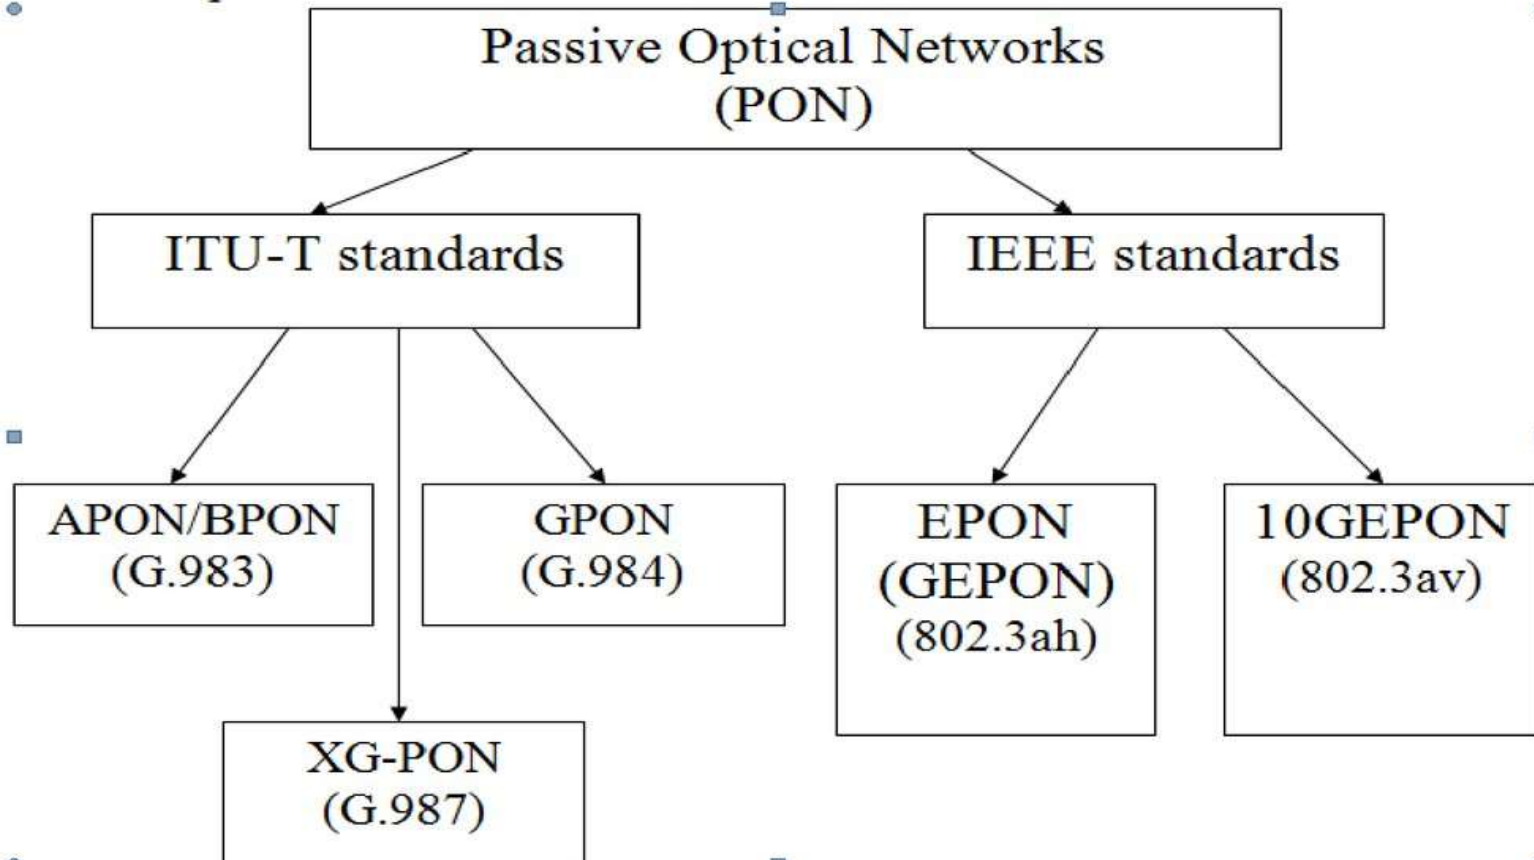 Passive Optical Networks
(PON)
ITU-T standards
IEEE standards
APON/BPON
(G.983)
GPON
(G.984)
EPON
(GEPON)
(802.3ah)
10GEPON
(802.3av)
XG-PON
(G.987)